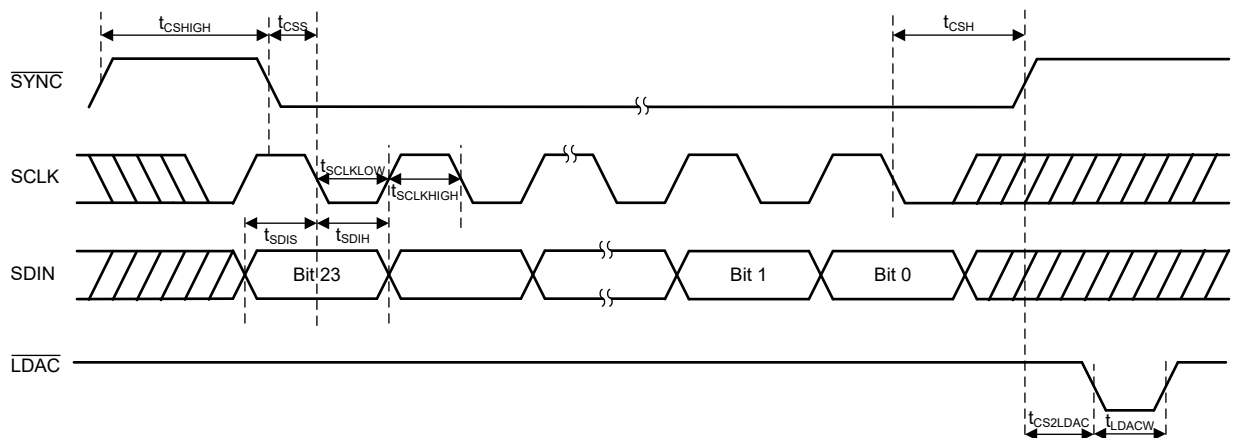 tCSHIGH
tCSS
tCSH
SYNC
SCLK
tSCLKLOW
tSCLKHIGH
tSDIS
tSDIH
SDIN
Bit 23
Bit 1
Bit 0
LDAC
tCS2LDAC
tLDACW